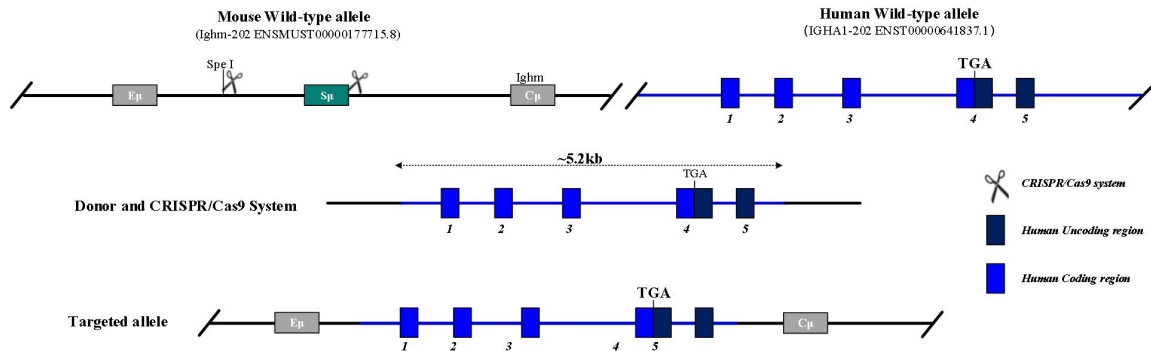 Mouse Wild-type allele
(Ighm-202 ENSMUST00000177715.8)
Human Wild-type allele
(IGHA1-202 ENST00000641837.1)
Spe I
Eμ
Sμ
Ighm
Cμ
TGA
1 2 3 4 5
~5.2kb
Donor and CRISPR/Cas9 System
TGA
1 2 3 4 5
CRISPR/Cas9 system
Human Uncoding region
Human Coding region
Targeted allele
TGA
Eμ
Cμ
1 2 3 4 5